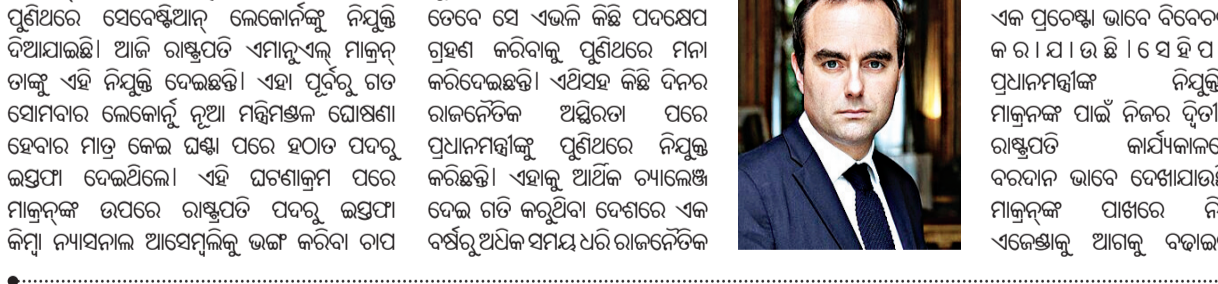 ପୁଣିଥରେ ସେବେଷ୍ଟିଆନ୍ ଲେକୋର୍ନଙ୍କୁ ନିଯୁକ୍ତି
ଦିଆଯାଇଛି। ଆଜି ରାଷ୍ଟ୍ରପତି ଏମାନୁଏଲ୍ ମାକ୍ରନ୍
ତାଙ୍କୁ ଏହି ନିଯୁକ୍ତି ଦେଇଛନ୍ତି। ଏହା ପୂର୍ବରୁ ଗତ
ସୋମବାର ଲେକୋର୍ନୁ ନୂଆ ମନ୍ତ୍ରିମଣ୍ଡଳ ଘୋଷଣା
ହେବାର ମାତ୍ର କେଇ ଘଣ୍ଟା ପରେ ହଠାତ ପଦରୁ
ଇସ୍ତଫା ଦେଇଥିଲେ। ଏହି ଘଟଣାକ୍ରମ ପରେ
ମାକ୍ରନ୍‌ଙ୍କ ଉପରେ ରାଷ୍ଟ୍ରପତି ପଦରୁ ଇସ୍ତଫା
କିମ୍ବା ନ୍ୟାସନାଲ ଆସେମ୍ବଲିକୁ ଭଙ୍ଗ କରିବା ଚାପ
ତେବେ ସେ ଏଭଳି କିଛି ପଦକ୍ଷେପ
ଗ୍ରହଣ କରିବାକୁ ପୁଣିଥରେ ମନା
କରିଦେଇଛନ୍ତି। ଏଥିସହ କିଛି ଦିନର
ରାଜନୈତିକ ଅସ୍ଥିରତା ପରେ
ପ୍ରଧାନମନ୍ତ୍ରୀଙ୍କୁ ପୁଣିଥରେ ନିଯୁକ୍ତ
କରିଛନ୍ତି। ଏହାକୁ ଆର୍ଥିକ ଚ୍ୟାଲେଞ୍ଜ
ଦେଇ ଗତି କରୁଥିବା ଦେଶରେ ଏକ
ବର୍ଷରୁ ଅଧିକ ସମୟ ଧରି ରାଜନୈତିକ
ଏକ ପ୍ରଚେଷ୍ଟା ଭାବେ
କରାଯାଉଛି।ସେହିପ
ପ୍ରଧାନମନ୍ତ୍ରୀଙ୍କ
ମାକ୍ରନଙ୍କ ପାଇଁ ନିଜର
ରାଷ୍ଟ୍ରପତି
ବରଦାନ ଭାବେ
ମାକ୍ରନ୍‌ଙ୍କ ପାଖରେ
ଏଜେଣ୍ଡାକୁ ଆଗକୁ